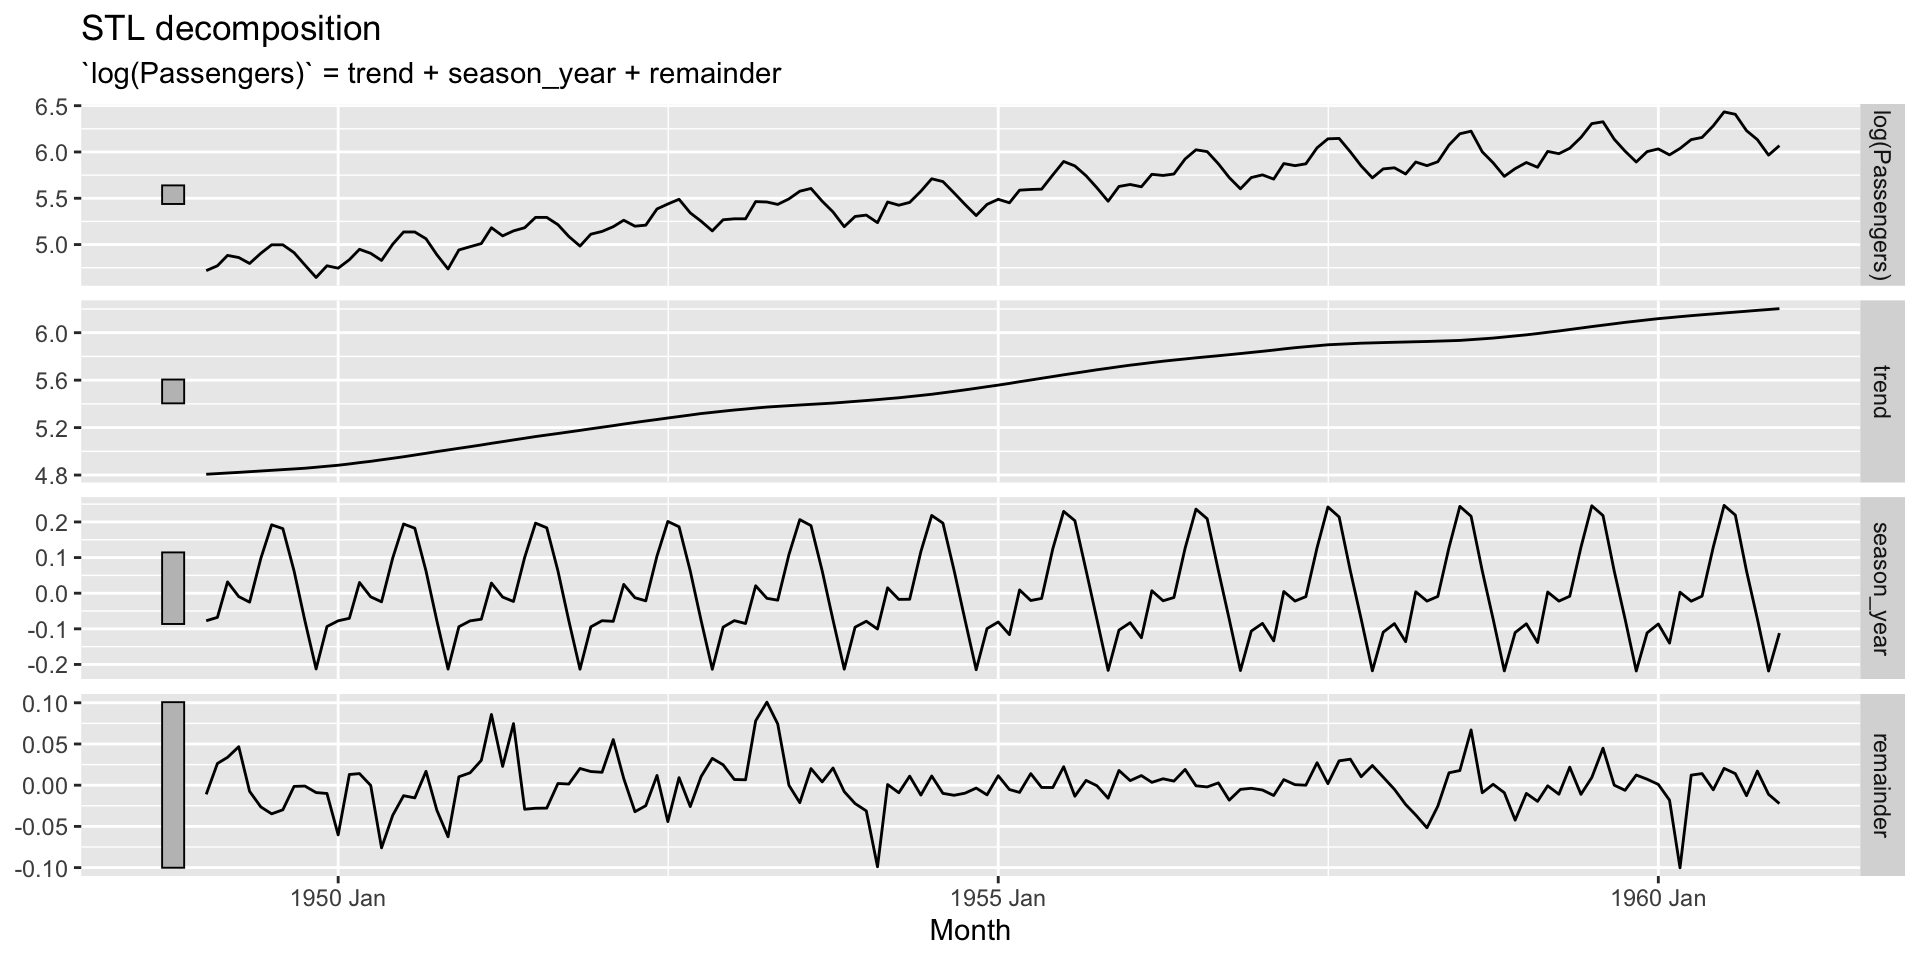 STL decomposition
`log(Passengers)` = trend + season_year + remainder
6.5
6.0
5.5
5.0
log(Passengers)
6.0
5.6
5.2
4.8
trend
0.2
0.1
0.0
-0.1
-0.2
season_year
0.10
0.05
0.00
-0.05
-0.10
remainder
1950 Jan 1955 Jan 1960 Jan
Month